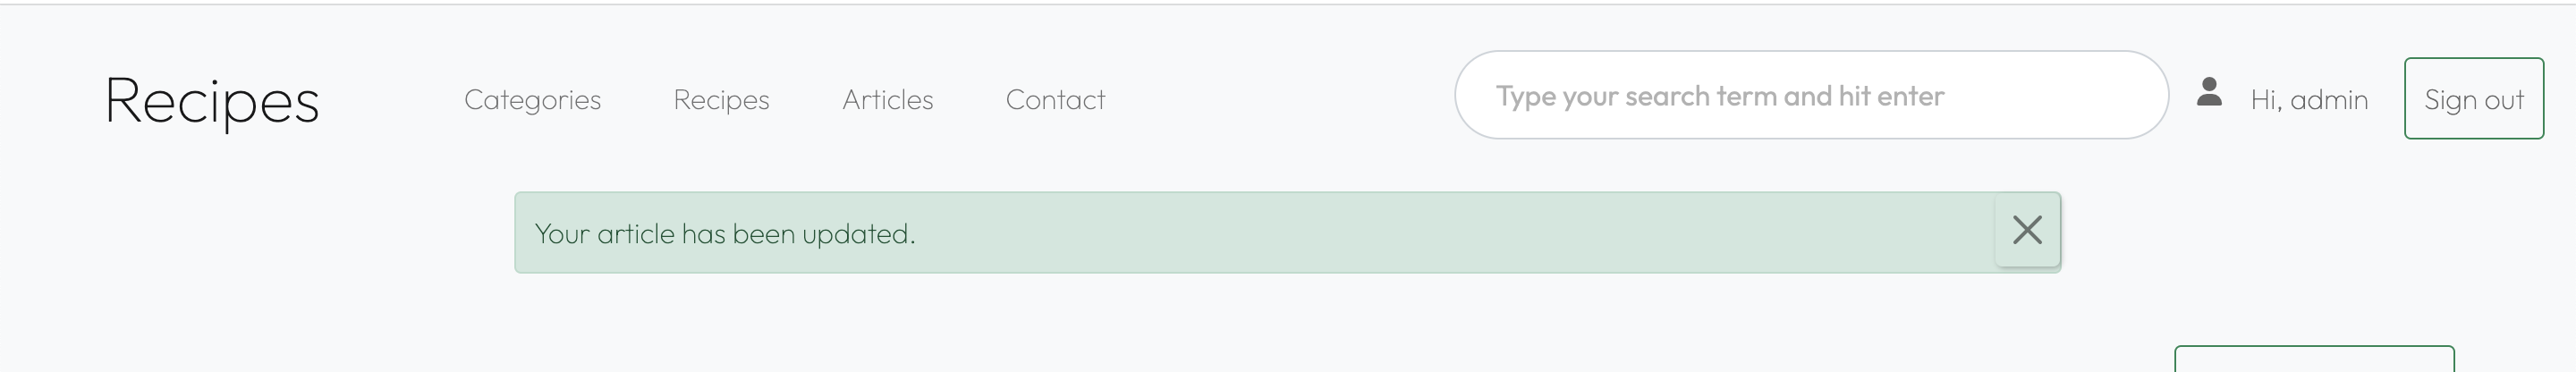 Recipes
Categories Recipes Articles Contact
Type your search term and hit enter
Hi, admin
Sign out
Your article has been updated.